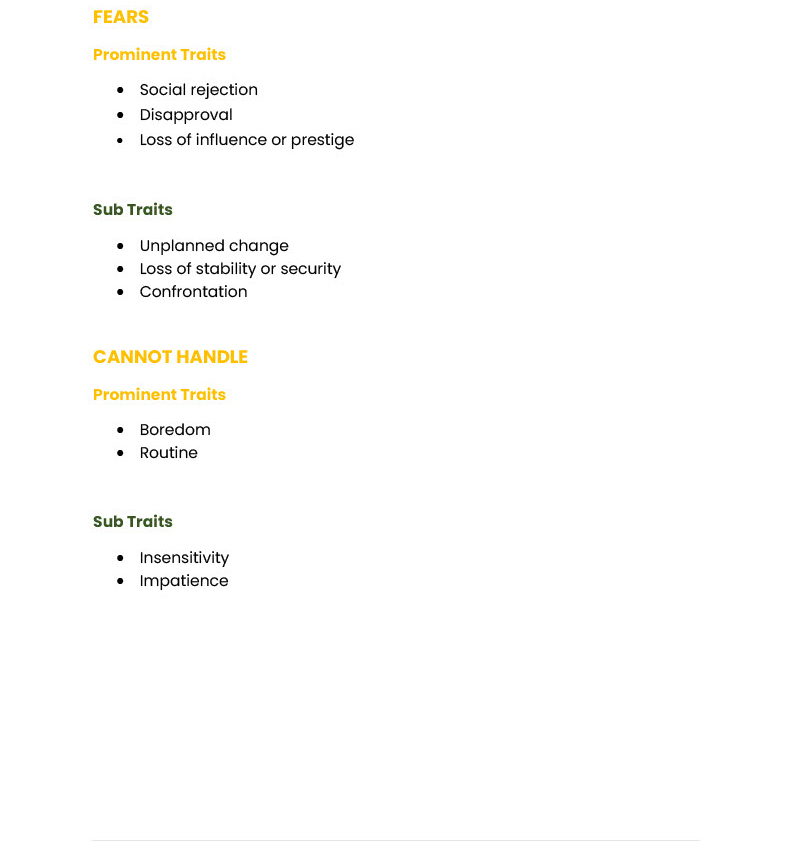 FEARS
Prominent Traits
• Social rejection
• Disapproval
• Loss of influence or prestige
Sub Traits
• Unplanned change
• Loss of stability or security
• Confrontation
CANNOT HANDLE
Prominent Traits
• Boredom
• Routine
Sub Traits
• Insensitivity
• Impatience